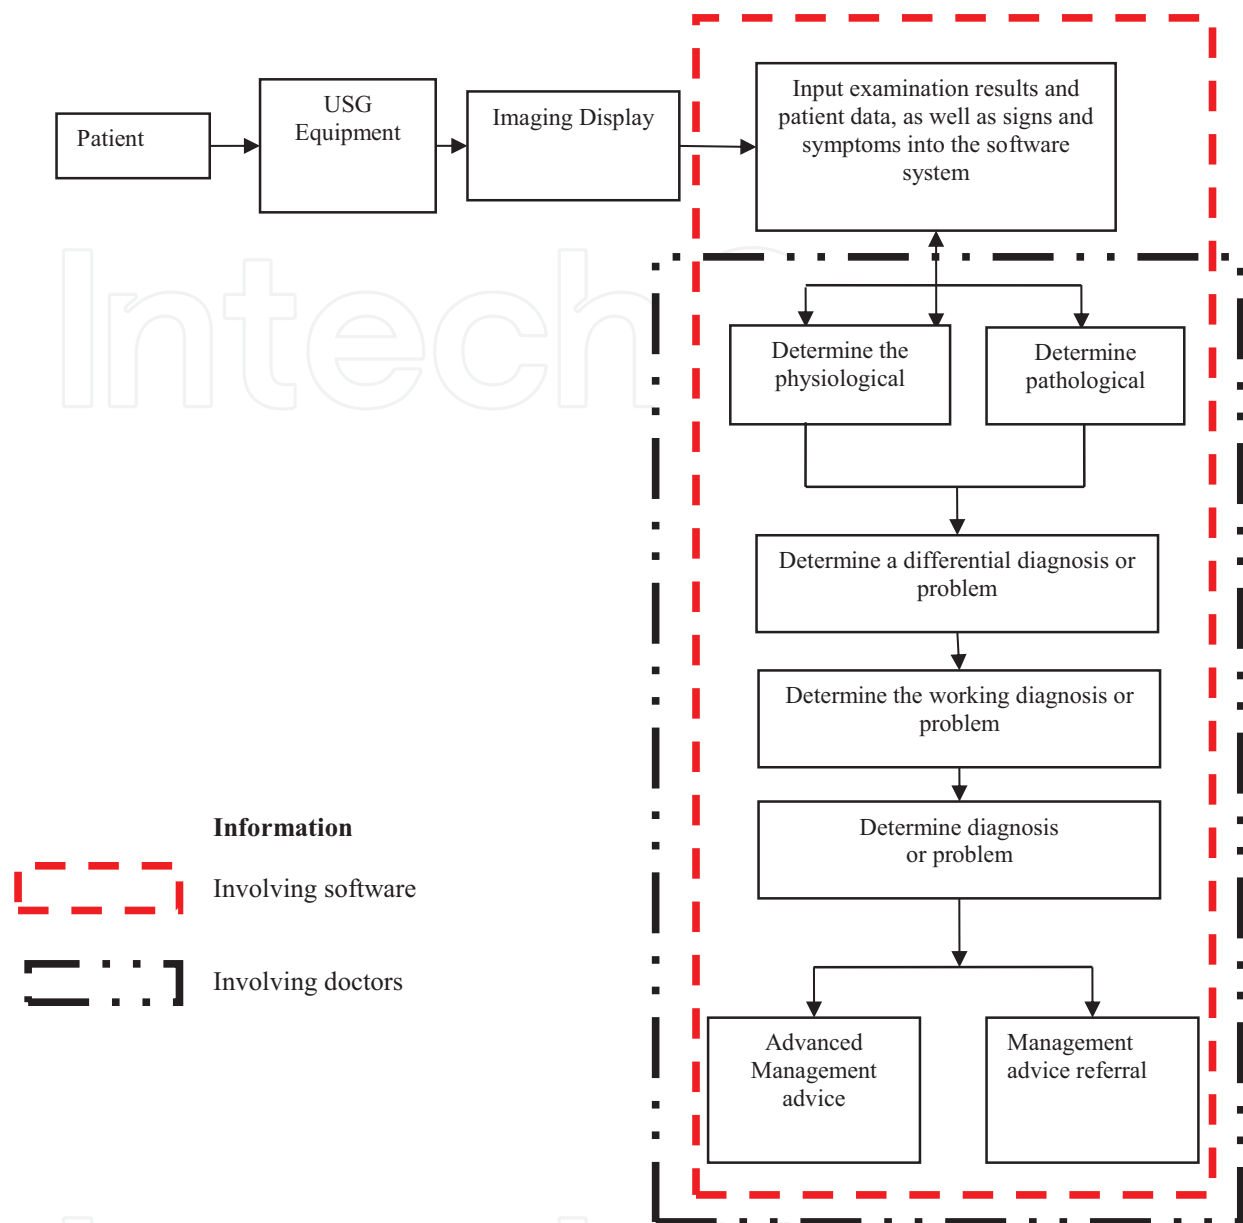 Patient
USG
Equipment
Imaging Display
Input examination results and
patient data, as well as signs and
symptoms into the software
system
Intech
Determine the
physiological
Determine
pathological
Determine a differential diagnosis or
problem
Determine the working diagnosis or
problem
Determine diagnosis
or problem
Advanced
Management
advice
Management
advice referral
Information
Involving software
Involving doctors